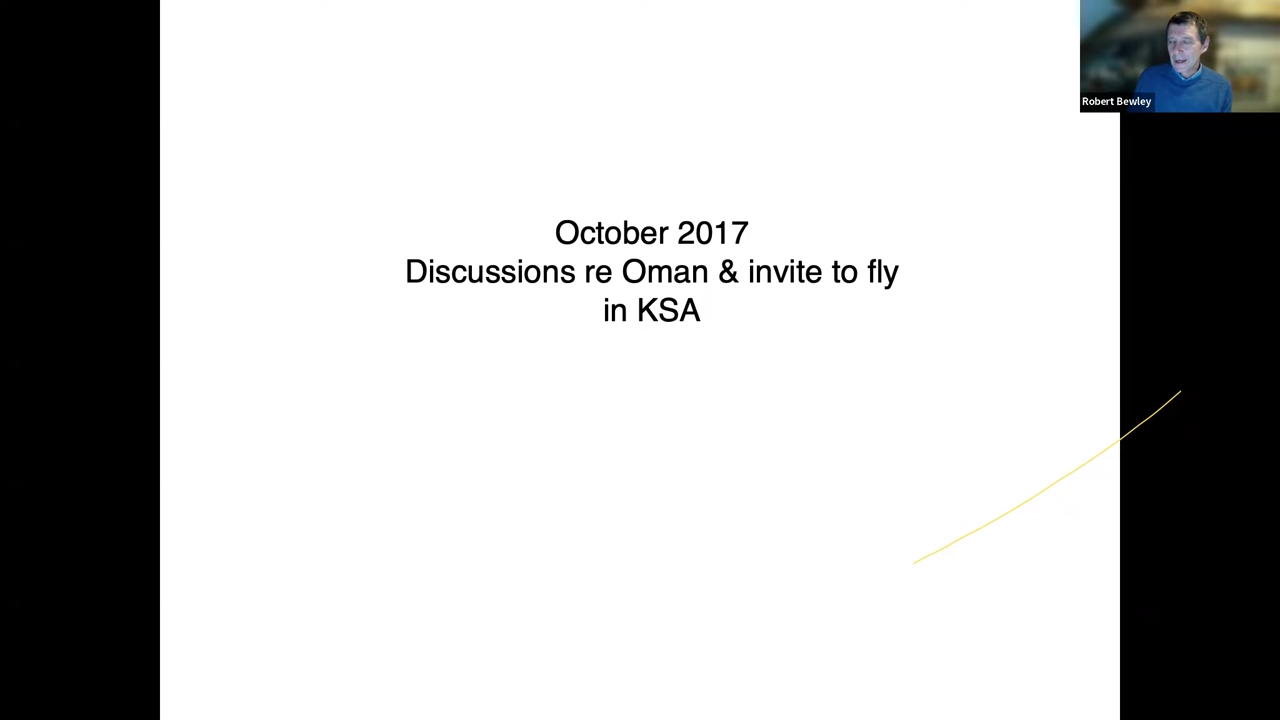 Robert Bewley
October 2017
Discussions re Oman & invite to fly
in KSA